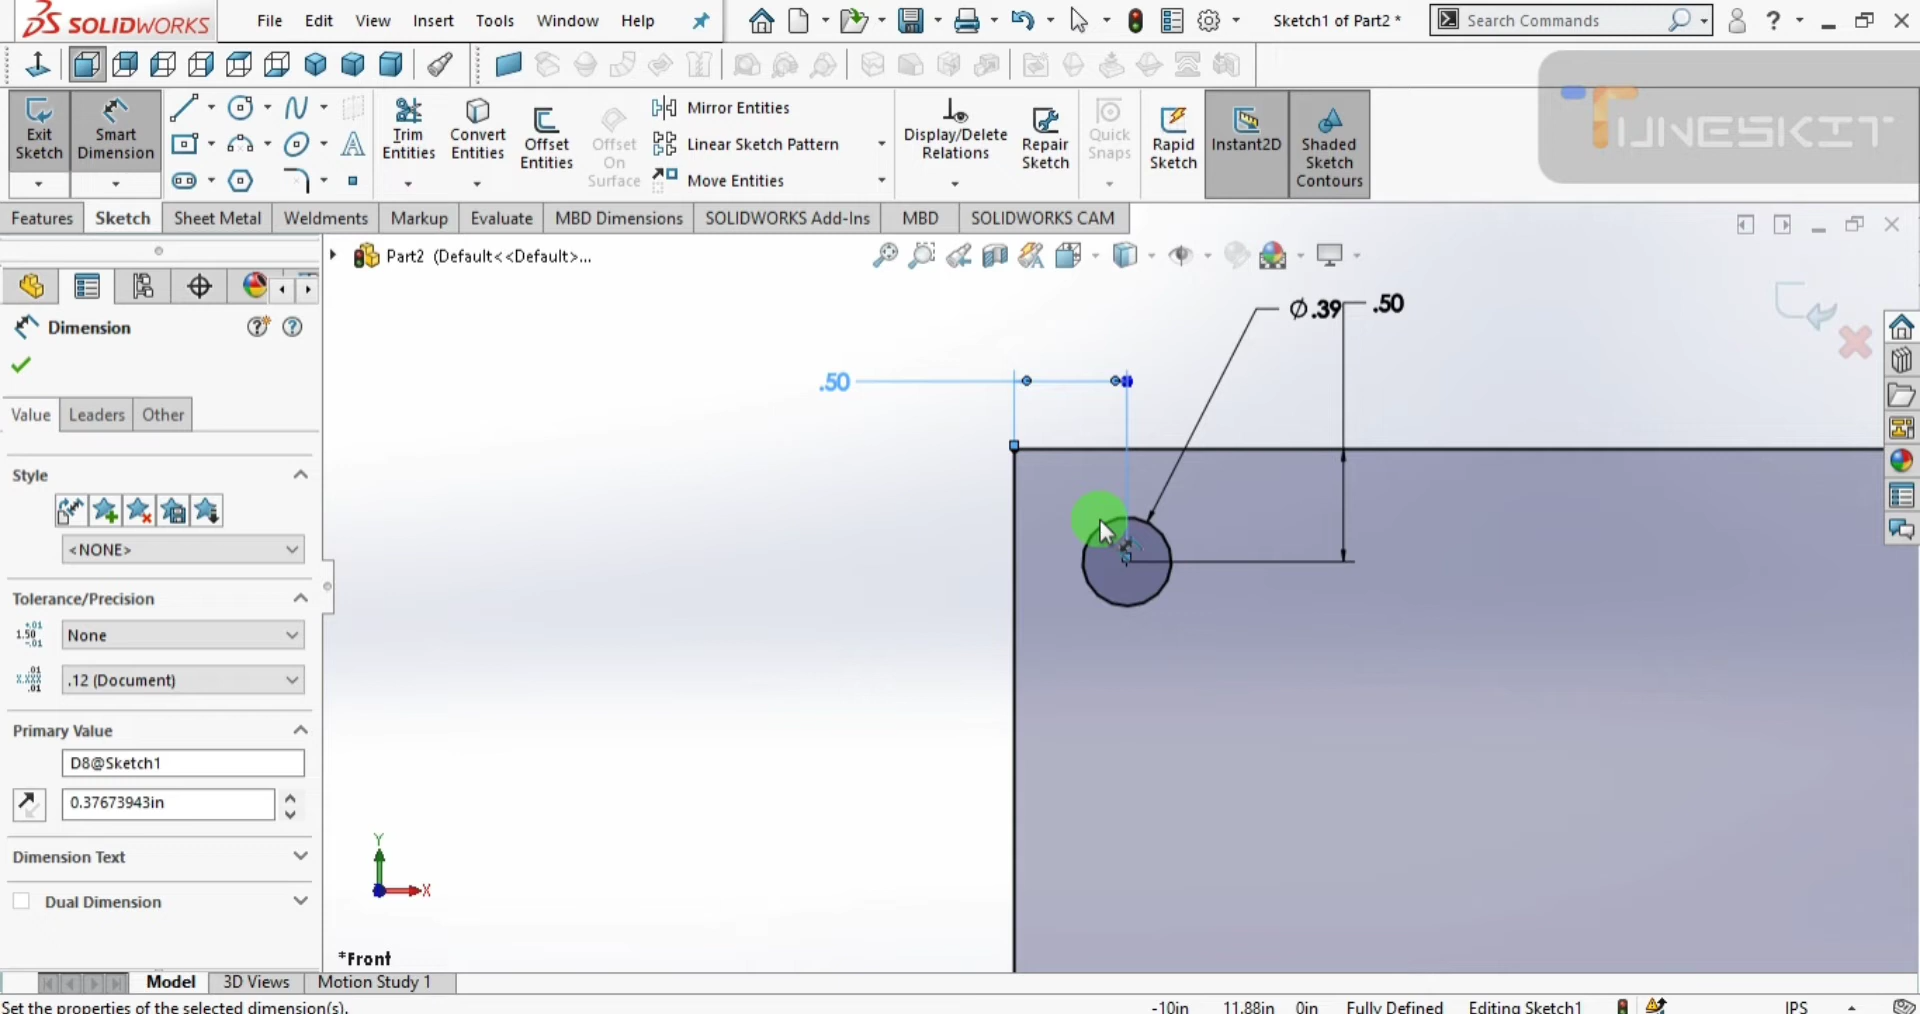 SOLIDWORKS File Edit View Insert Tools Window Help Sketch1 of Part2 * Search Commands ?
Exit Sketch
Smart Dimension
Trim Entities
Convert Entities
Offset Entities
Offset On Surface
Mirror Entities
Linear Sketch Pattern
Move Entities
Display/Delete Relations
Repair Sketch
Quick Snaps
Rapid Sketch
Instant2D
Shaded Sketch Contours
TUNESKIT
Features Sketch Sheet Metal Weldments Markup Evaluate MBD Dimensions SOLIDWORKS Add-Ins MBD SOLIDWORKS CAM
Part2 (Default<<Default>...
Dimension
Value Leaders Other
Style
<NONE>
Tolerance/Precision
None
.12 (Document)
Primary Value
D8@Sketch1
0.37673943in
Dimension Text
Dual Dimension
Ø.39
.50
.50
Y
X
*Front
Model 3D Views Motion Study 1
Set the properties of the selected dimension(s). -10in 11.88in 0in Fully Defined Editing Sketch1 IPS